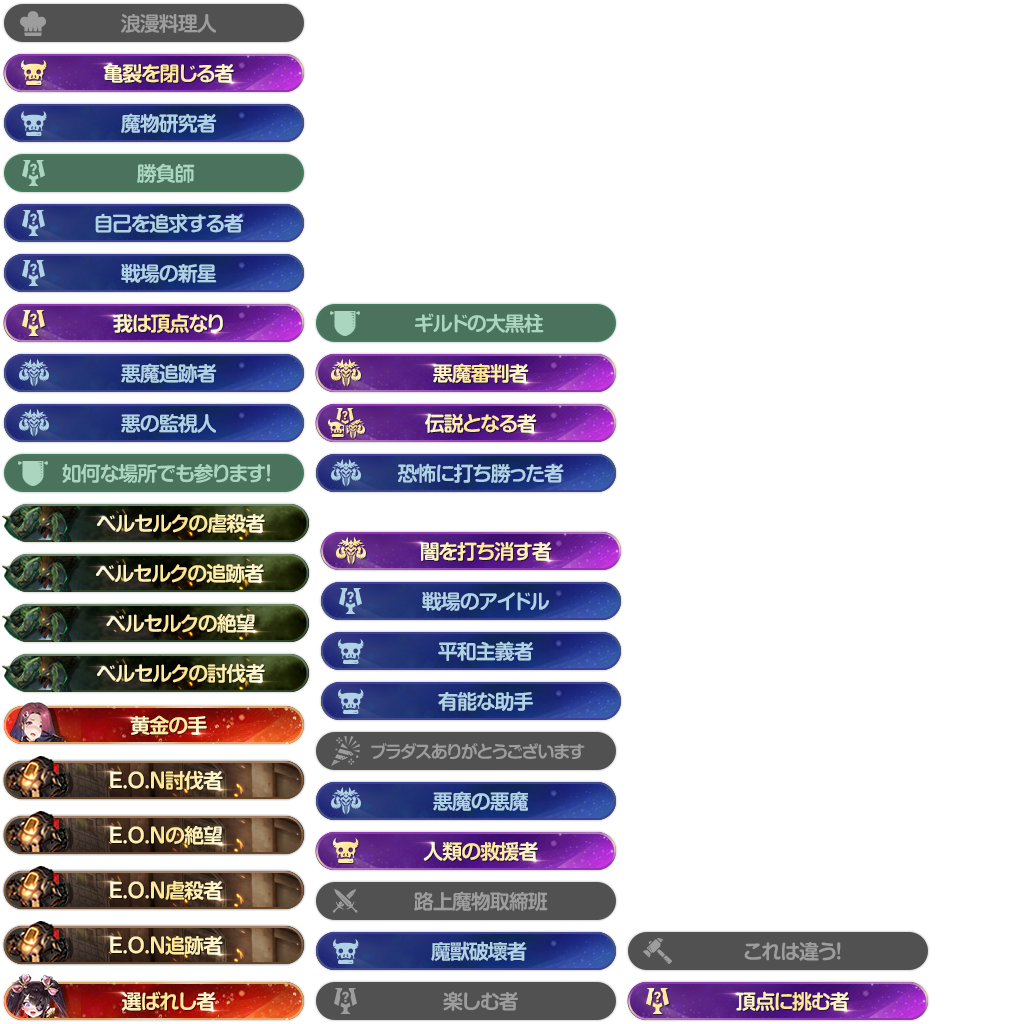 浪漫料理人
亀裂を閉じる者
魔物研究者
勝負師
自己を追求する者
戦場の新星
我は頂点なり
悪魔追跡者
悪の監視人
如何な場所でも参ります!
ベルセルクの虐殺者
ベルセルクの追跡者
ベルセルクの絶望
ベルセルクの討伐者
黄金の手
E.O.N討伐者
E.O.Nの絶望
E.O.N虐殺者
E.O.N追跡者
選ばれし者
ギルドの大黒柱
悪魔審判者
伝説となる者
恐怖に打ち勝った者
闇を打ち消す者
戦場のアイドル
平和主義者
有能な助手
ブラダスありがとうございます
悪魔の悪魔
人類の救援者
路上魔物取締班
魔獣破壊者
楽しむ者
これは違う!
頂点に挑む者